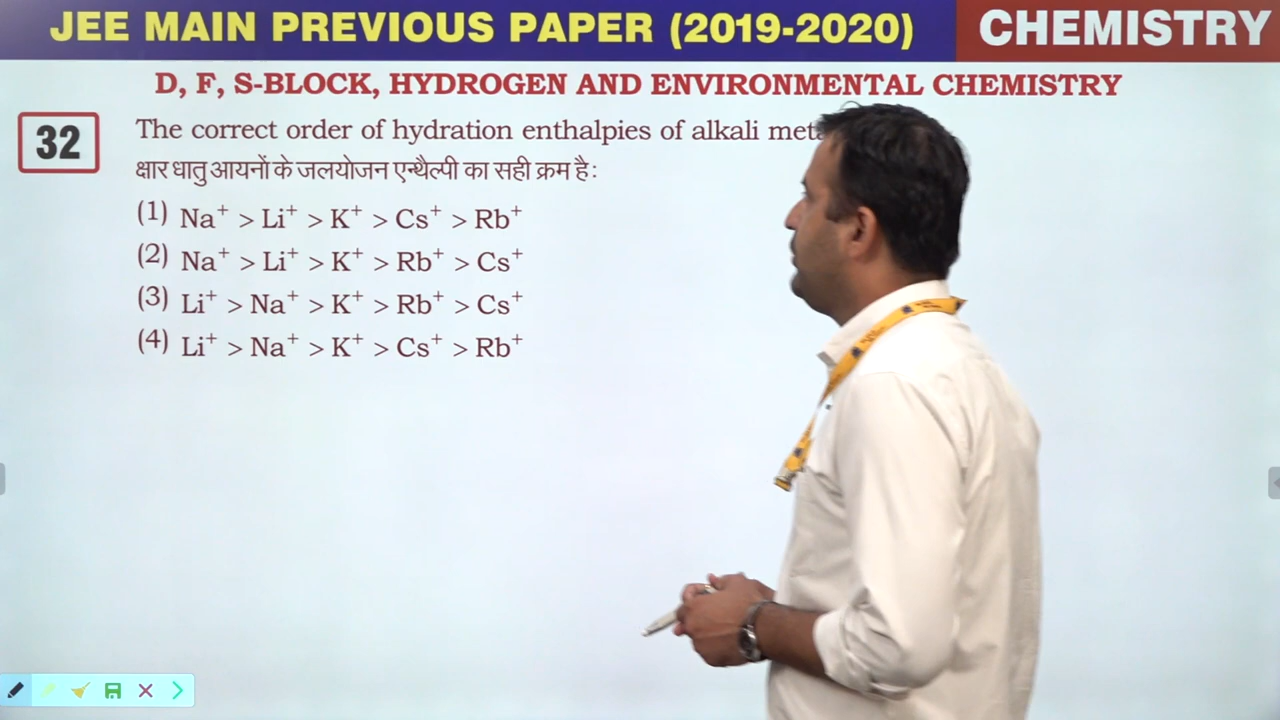 JEE MAIN PREVIOUS PAPER (2019-2020) CHEMISTRY
D, F, S-BLOCK, HYDROGEN AND ENVIRONMENTAL CHEMISTRY
32 The correct order of hydration enthalpies of alkali
क्षार धातु आयनों के जलयोजन एन्थैल्पी का सही क्रम है:
(1) Na⁺ > Li⁺ > K⁺ > Cs⁺ > Rb⁺
(2) Na⁺ > Li⁺ > K⁺ > Rb⁺ > Cs⁺
(3) Li⁺ > Na⁺ > K⁺ > Rb⁺ > Cs⁺
(4) Li⁺ > Na⁺ > K⁺ > Cs⁺ > Rb⁺